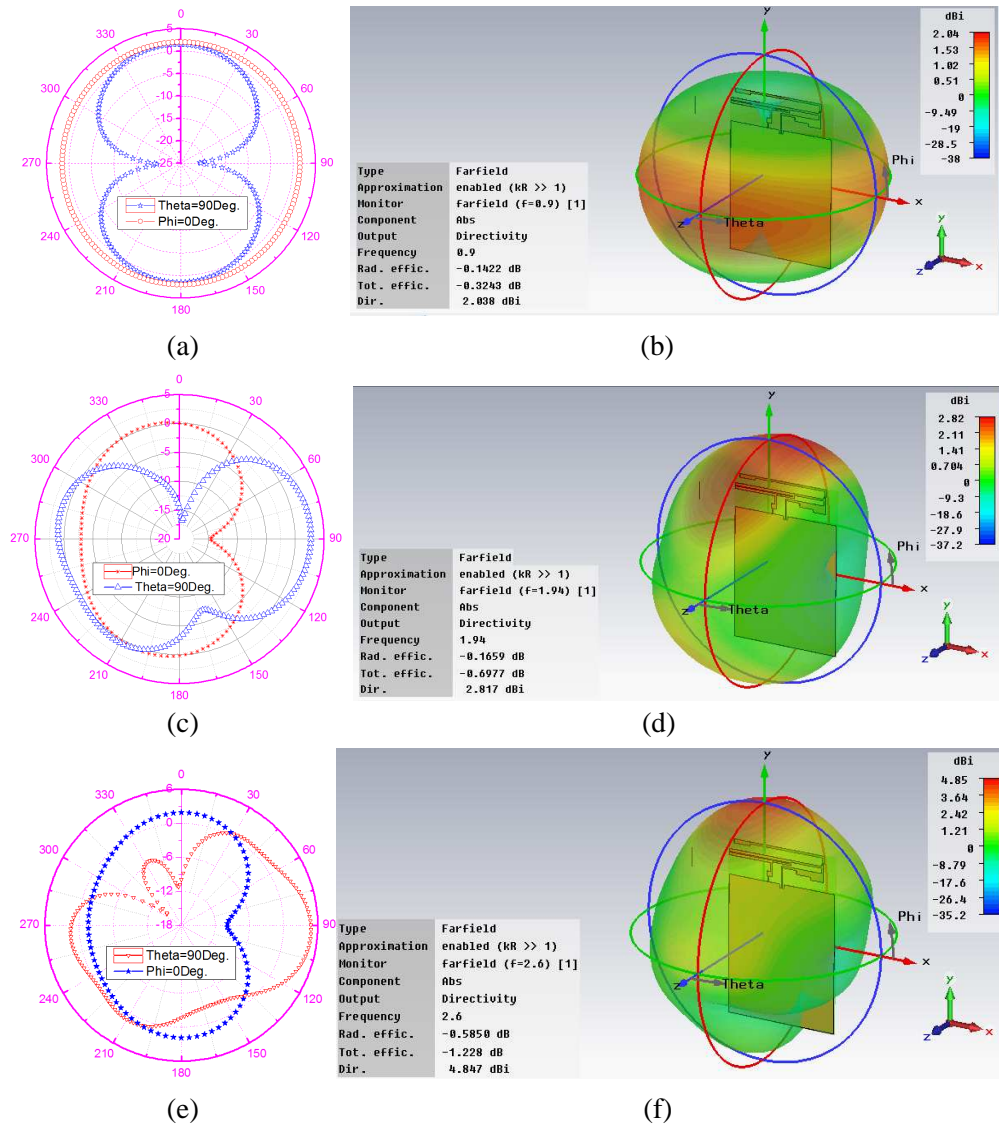 0
330
30
300
60
270
90
240
120
210
150
180
5
0
-5
-10
-15
-20
-25
Theta=90Deg.
Phi=0Deg.
(a)
Type Farfield
Approximation enabled (kR >> 1)
Monitor farfield (f=0.9) [1]
Component Abs
Output Directivity
Frequency 0.9
Rad. effic. -0.1422 dB
Tot. effic. -0.3243 dB
Dir. 2.038 dBi
y
Phi
x
z
Theta
y
z
x
dBi
2.04
1.53
1.02
0.51
0
-9.49
-19
-28.5
-38
(b)
0
330
30
300
60
270
90
240
120
210
150
180
5
0
-5
-10
-15
-20
Phi=0Deg.
Theta=90Deg.
(c)
Type Farfield
Approximation enabled (kR >> 1)
Monitor farfield (f=1.94) [1]
Component Abs
Output Directivity
Frequency 1.94
Rad. effic. -0.1659 dB
Tot. effic. -0.6977 dB
Dir. 2.817 dBi
y
Phi
x
z
Theta
y
z
x
dBi
2.82
2.11
1.41
0.704
0
-9.3
-18.6
-27.9
-37.2
(d)
0
330
30
300
60
270
90
240
120
210
150
180
6
0
-6
-12
-18
Theta=90Deg.
Phi=0Deg.
(e)
Type Farfield
Approximation enabled (kR >> 1)
Monitor farfield (f=2.6) [1]
Component Abs
Output Directivity
Frequency 2.6
Rad. effic. -0.5850 dB
Tot. effic. -1.228 dB
Dir. 4.847 dBi
y
Phi
x
z
Theta
y
z
x
dBi
4.85
3.64
2.42
1.21
0
-8.79
-17.6
-26.4
-35.2
(f)